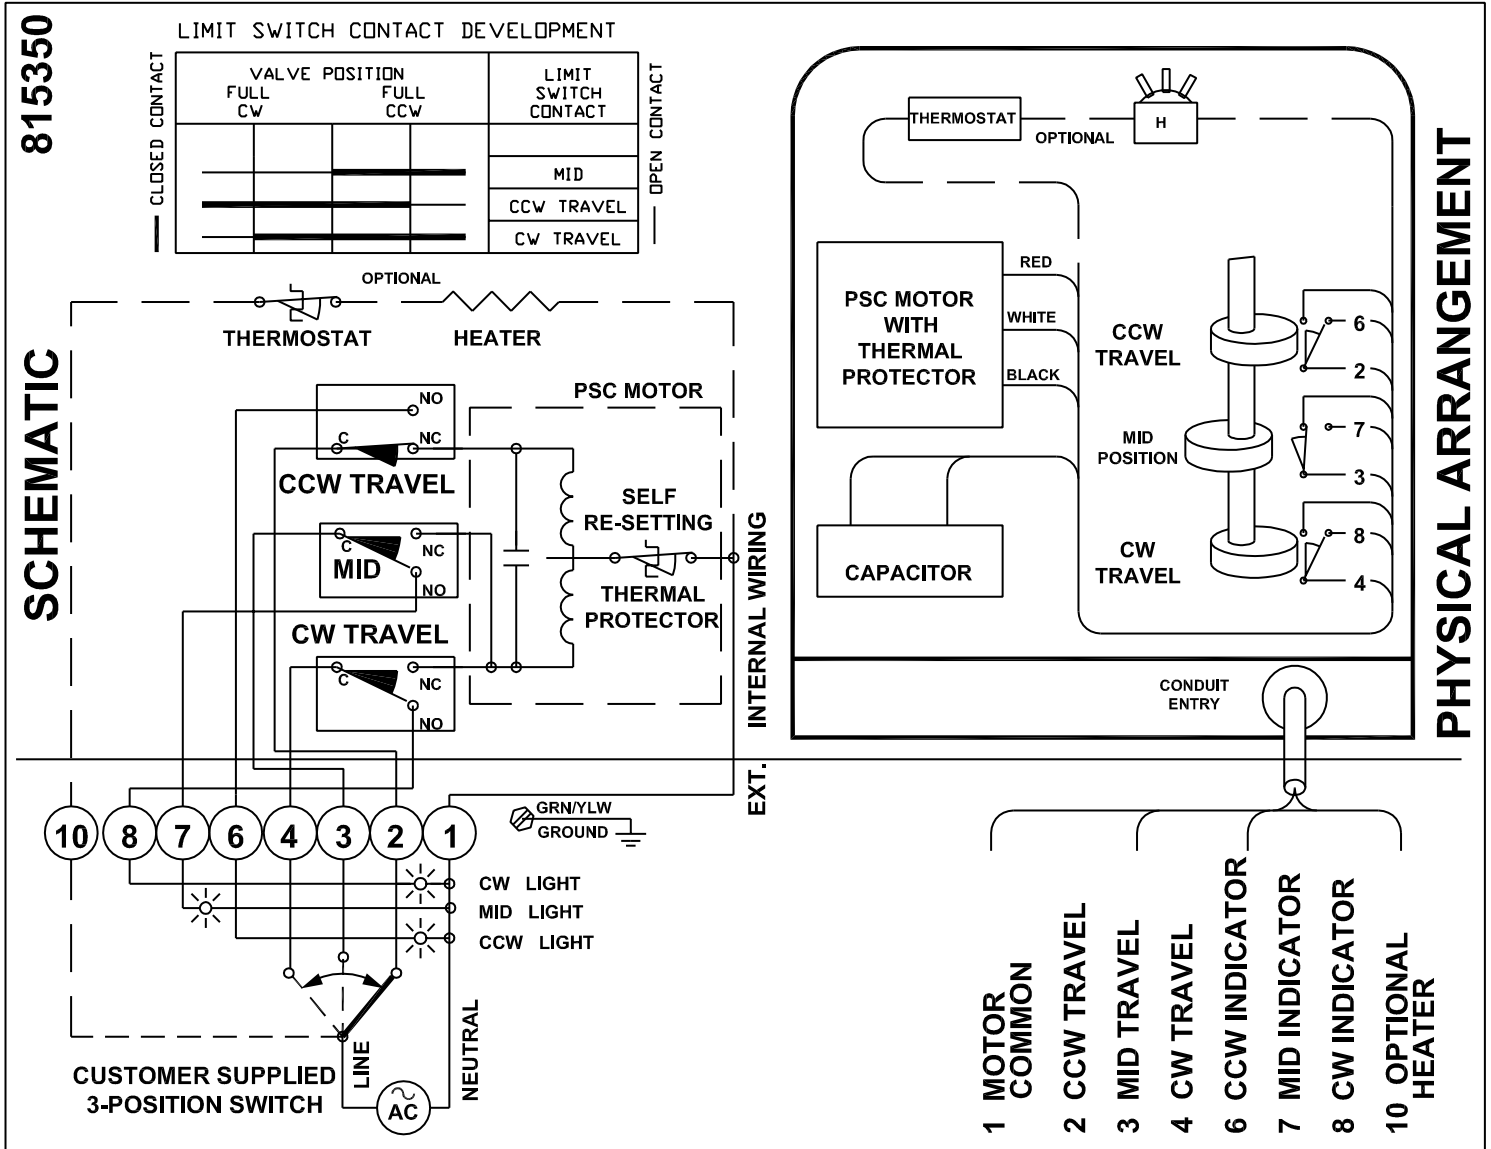 815350
LIMIT SWITCH CONTACT DEVELOPMENT
CLOSED CONTACT
VALVE POSITION
FULL CW
FULL CCW
LIMIT
SWITCH
CONTACT
MID
CCW TRAVEL
CW TRAVEL
OPEN CONTACT
SCHEMATIC
OPTIONAL
THERMOSTAT
HEATER
PSC MOTOR
NO
C
NC
CCW TRAVEL
C
NC
MID
NO
CW TRAVEL
C
NC
NO
SELF
RE-SETTING
THERMAL
PROTECTOR
INTERNAL WIRING
EXT.
10
8
7
6
4
3
2
1
GRN/YLW
GROUND
CW LIGHT
MID LIGHT
CCW LIGHT
LINE
NEUTRAL
CUSTOMER SUPPLIED
3-POSITION SWITCH
AC
PHYSICAL ARRANGEMENT
THERMOSTAT
OPTIONAL
H
PSC MOTOR
WITH
THERMAL
PROTECTOR
RED
WHITE
BLACK
CAPACITOR
CCW
TRAVEL
6
2
MID
POSITION
7
3
CW
TRAVEL
8
4
CONDUIT
ENTRY
1 MOTOR
COMMON
2 CCW TRAVEL
3 MID TRAVEL
4 CW TRAVEL
6 CCW INDICATOR
7 MID INDICATOR
8 CW INDICATOR
10 OPTIONAL
HEATER